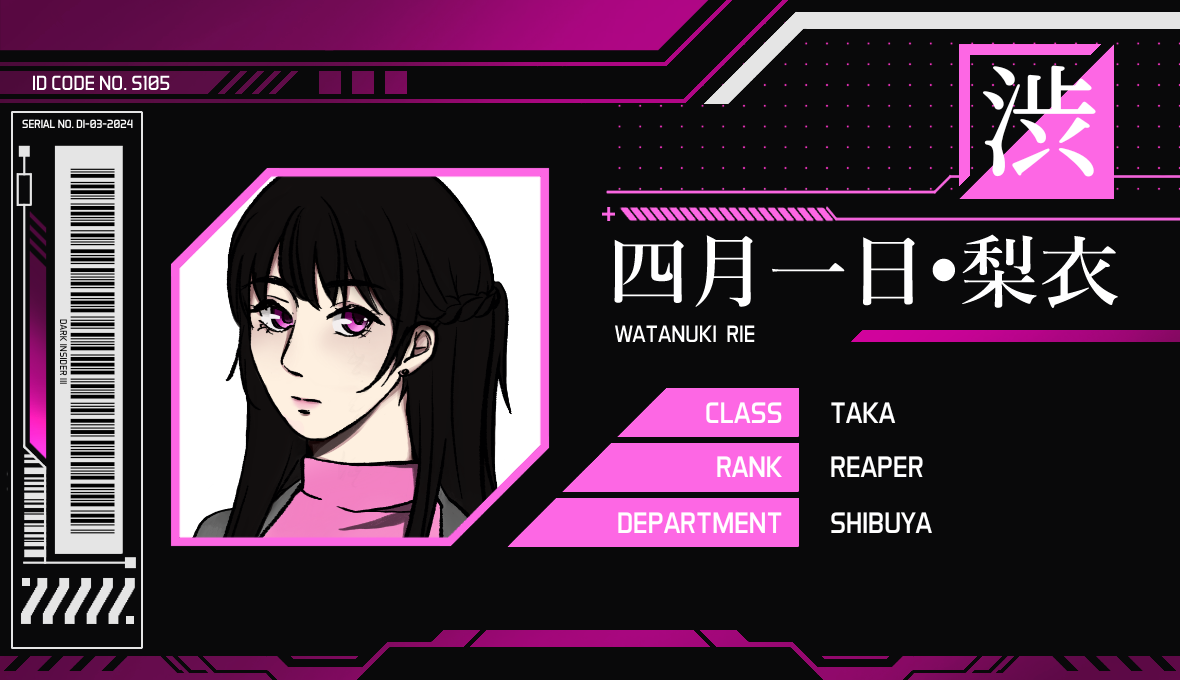 ID CODE NO. S105
SERIAL NO. DI-03-2024
DARK INSIDER III
渋
四月一日•梨衣
WATANUKI RIE
CLASS TAKA
RANK REAPER
DEPARTMENT SHIBUYA